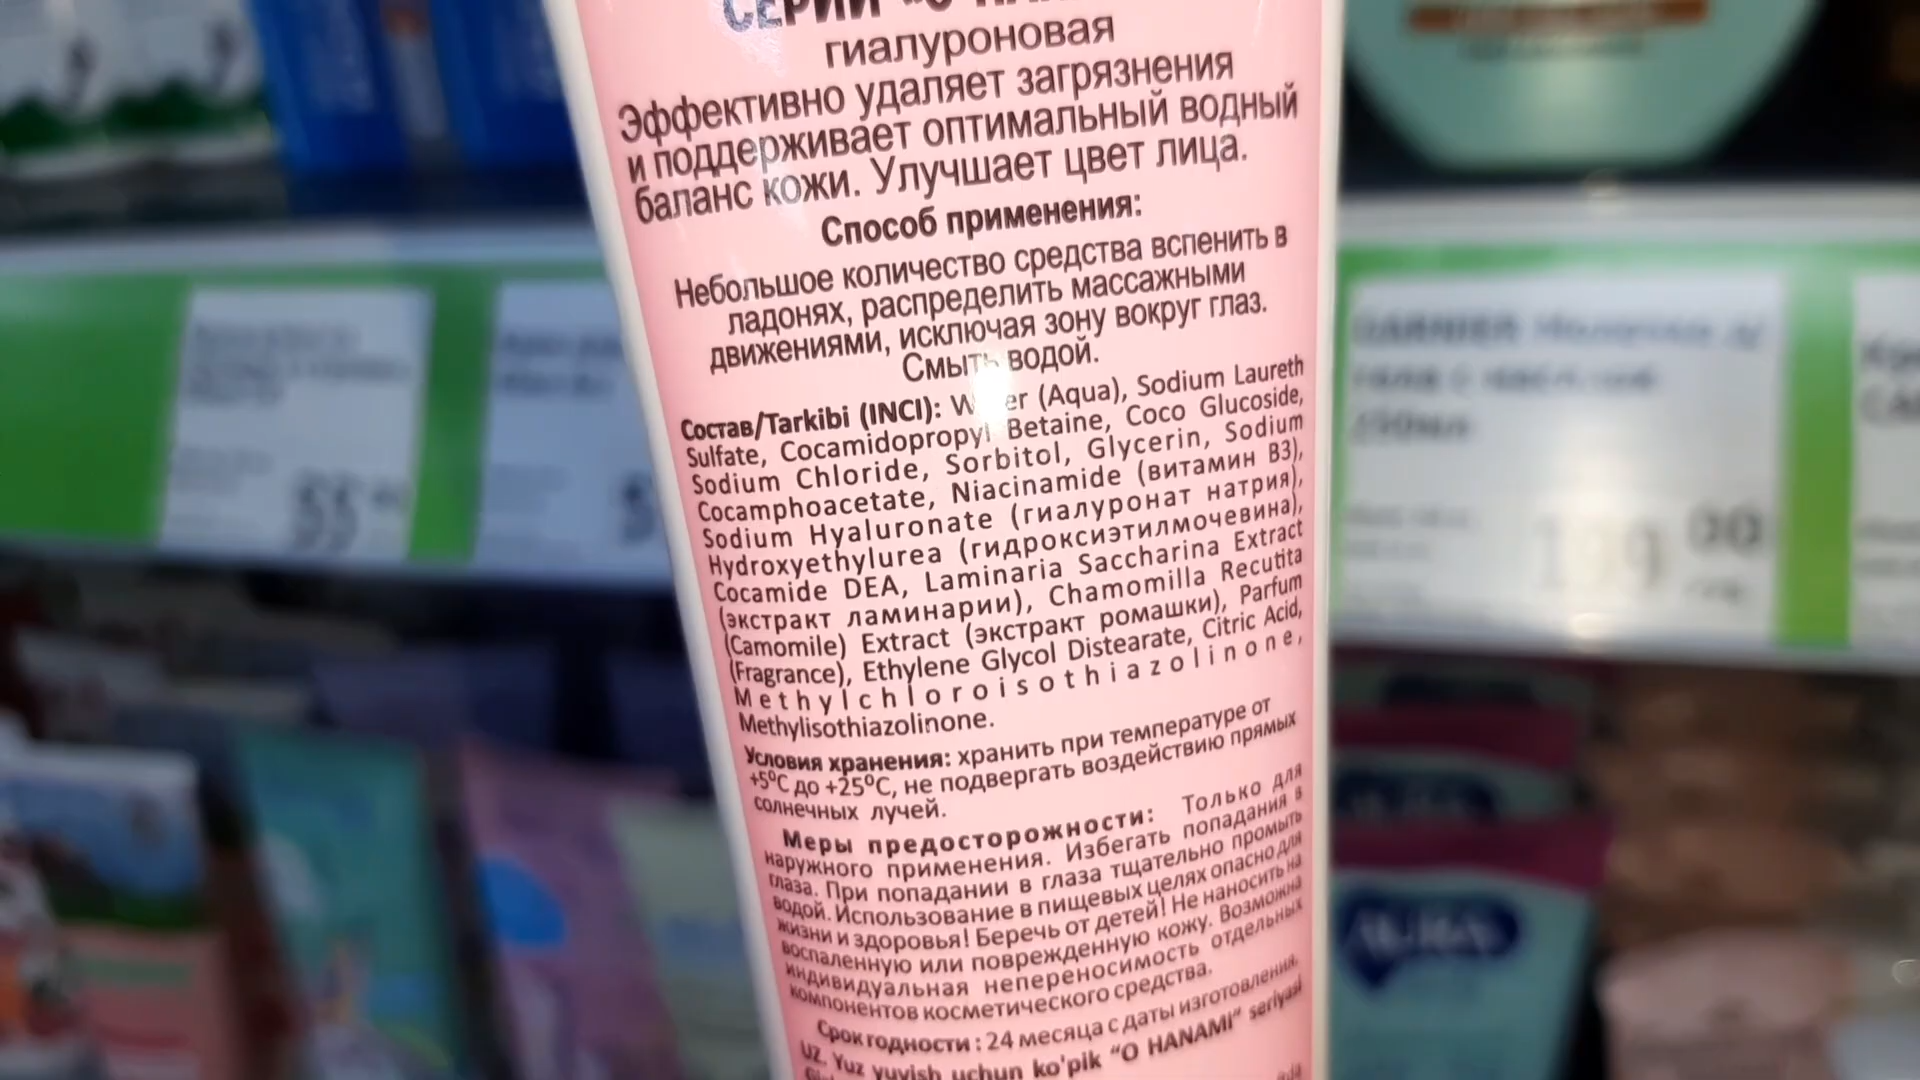 СЕРИИ "O
гиалуроновая
Эффективно удаляет загрязнения
и поддерживает оптимальный водный
баланс кожи. Улучшает цвет лица.
Способ применения:
Небольшое количество средства вспенить в
ладонях, распределить массажными
движениями, исключая зону вокруг глаз.
Смыть водой.
Состав/Tarkibi (INCI): Water (Aqua), Sodium Laureth
Sulfate, Cocamidopropyl Betaine, Coco Glucoside,
Sodium Chloride, Sorbitol, Glycerin, Sodium
Cocamphoacetate, Niacinamide (витамин В3),
Sodium Hyaluronate (гиалуронат натрия),
Hydroxyethylurea (гидроксиэтилмочевина),
Cocamide DEA, Laminaria Saccharina Extract
(экстракт ламинарии), Chamomilla Recutita
(Camomile) Extract (экстракт ромашки), Parfum
(Fragrance), Ethylene Glycol Distearate, Citric Acid,
Methylchloroisothiazolinone,
Methylisothiazolinone.
Условия хранения: хранить при температуре от
+5°С до +25°С, не подвергать воздействию прямых
солнечных лучей.
Меры предосторожности: Только для
наружного применения. Избегать попадания в
глаза. При попадании в глаза тщательно промыть
водой. Использование в пищевых целях опасно для
жизни и здоровья! Беречь от детей! Не наносить на
воспаленную или поврежденную кожу. Возможна
индивидуальная непереносимость отдельных
компонентов косметического средства.
Срок годности: 24 месяца с даты изготовления.
UZ. Yuz yuvish uchun ko'pik "O HANAMI" seriyasi
GARNIER
250мл
199 00
55
AURA